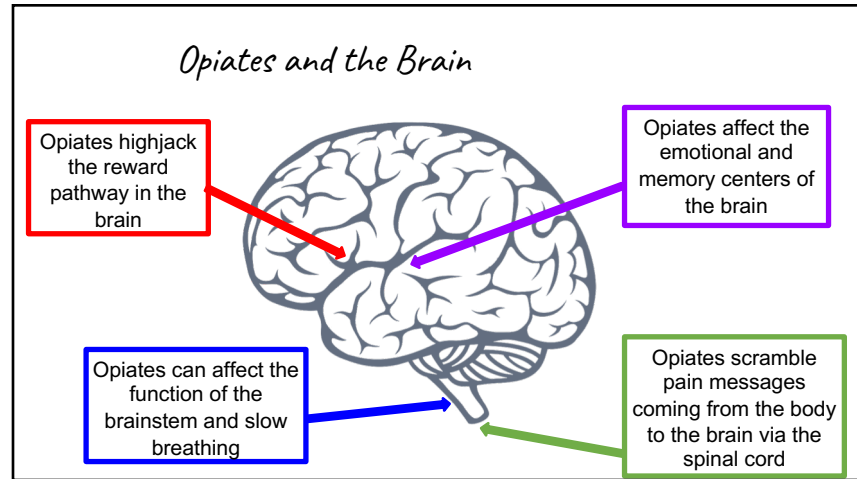 Opiates and the Brain
Opiates highjack
the reward
pathway in the
brain
Opiates affect the
emotional and
memory centers of
the brain
Opiates can affect the
function of the
brainstem and slow
breathing
Opiates scramble
pain messages
coming from the body
to the brain via the
spinal cord